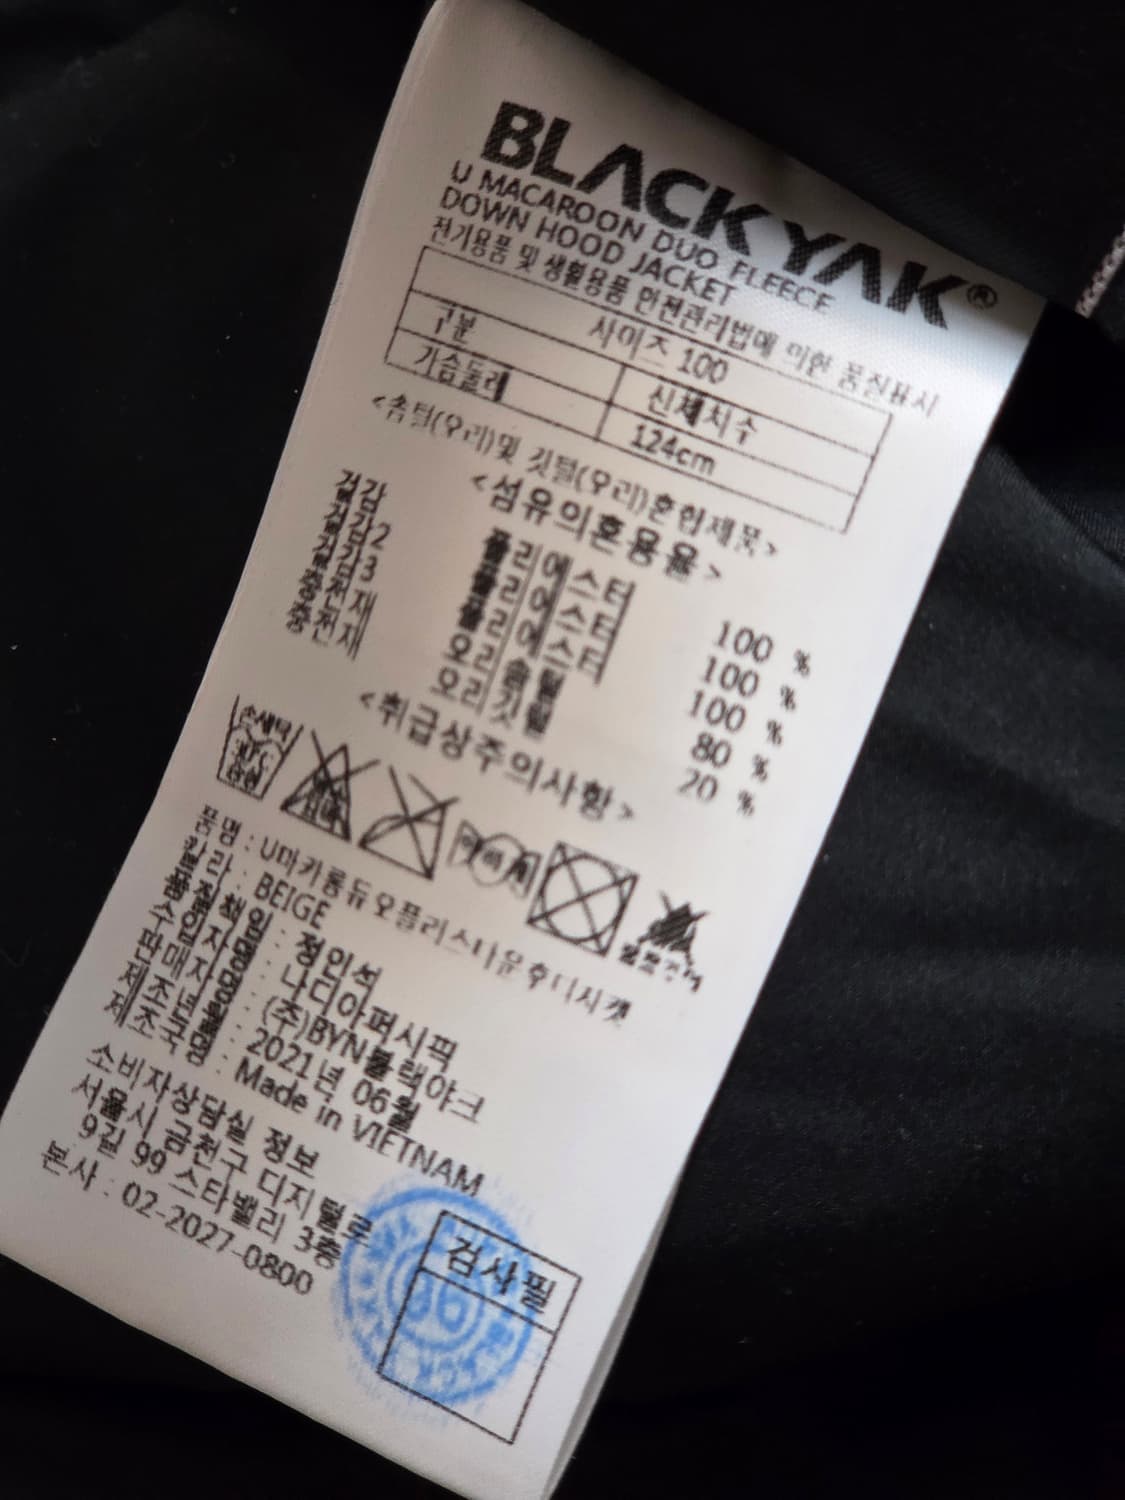 BLACKYAK®
U MACAROON DUO FLEECE
DOWN HOOD JACKET
전기용품 및 생활용품 안전관리법에 의한 품질표시
사이즈 100
구분 신체치수
가슴둘레 124cm
<솜털(오리)및 깃털(오리)혼합제품>
<섬유의혼용율>
겉감 폴리에스터 100 %
겉감2 폴리에스터 100 %
겉감3 폴리에스터 100 %
충전재 오리솜털 80 %
충전재 오리깃털 20 %
<취급상주의사항>
손세탁
30℃
중성
품명 : U마카롱듀오플리스다운후디자켓
칼라 : BEIGE
품질책임 : 정인석
수입자명 : 나디아퍼시픽
판매자명 : (주)BYN블랙야크
제조년월 : 2021년 06월
제조국명 : Made in VIETNAM
소비자상담실 정보
서울시 금천구 디지털로
9길 99 스타밸리 3층
본사 : 02-2027-0800
검사필